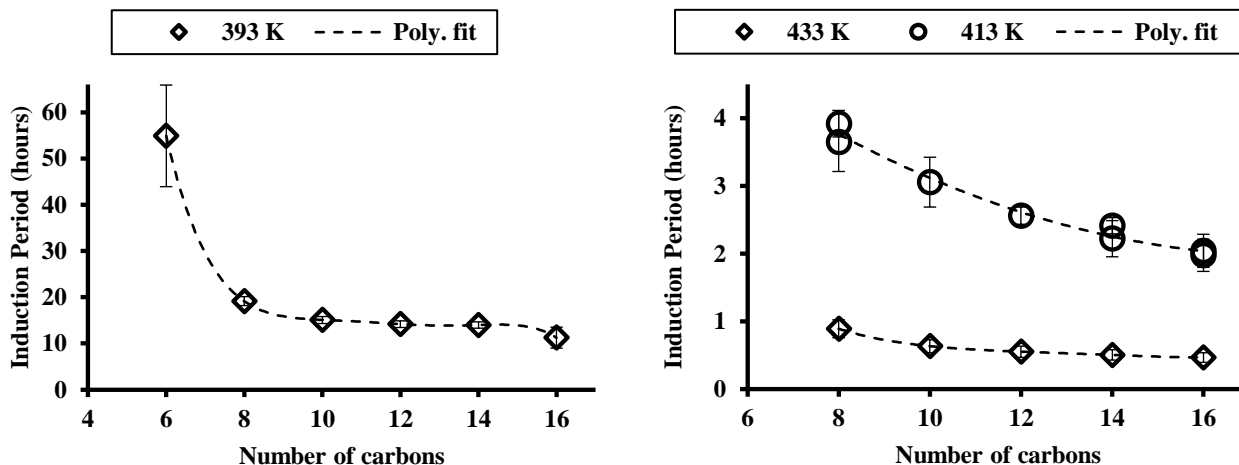 393 K Poly. fit
Induction Period (hours)
60
50
40
30
20
10
0
4 6 8 10 12 14 16
Number of carbons
433 K 413 K Poly. fit
Induction Period (hours)
4
3
2
1
0
6 8 10 12 14 16
Number of carbons